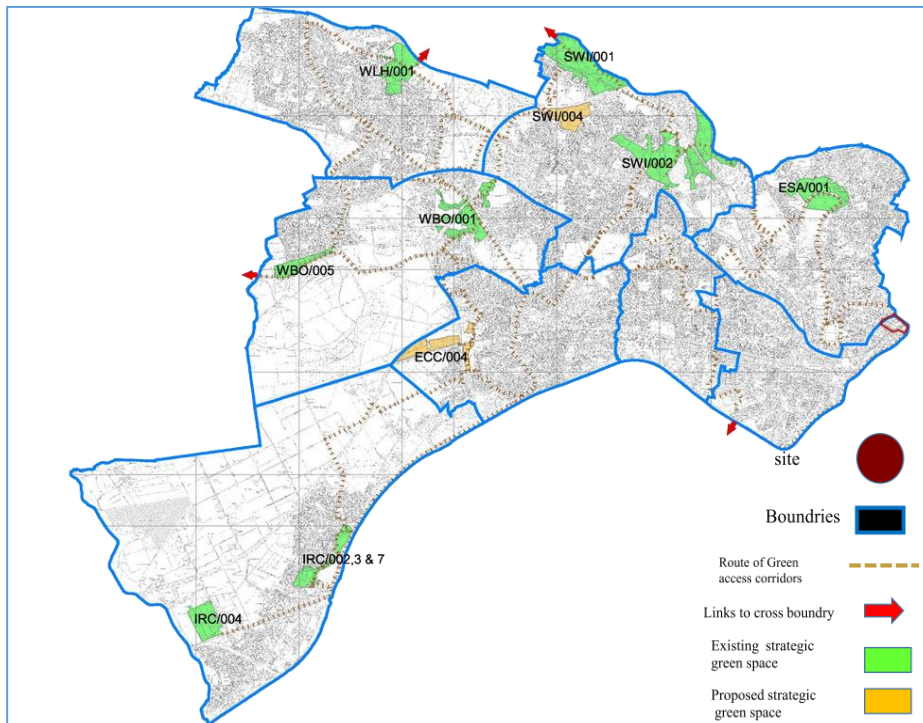 WLH/001
SWI/001
SWI/004
SWI/002
ESA/001
WBO/001
WBO/005
ECC/004
IRC/002,3 & 7
IRC/004
site
Boundries
Route of Green
access corridors
Links to cross boundry
Existing strategic
green space
Proposed strategic
green space